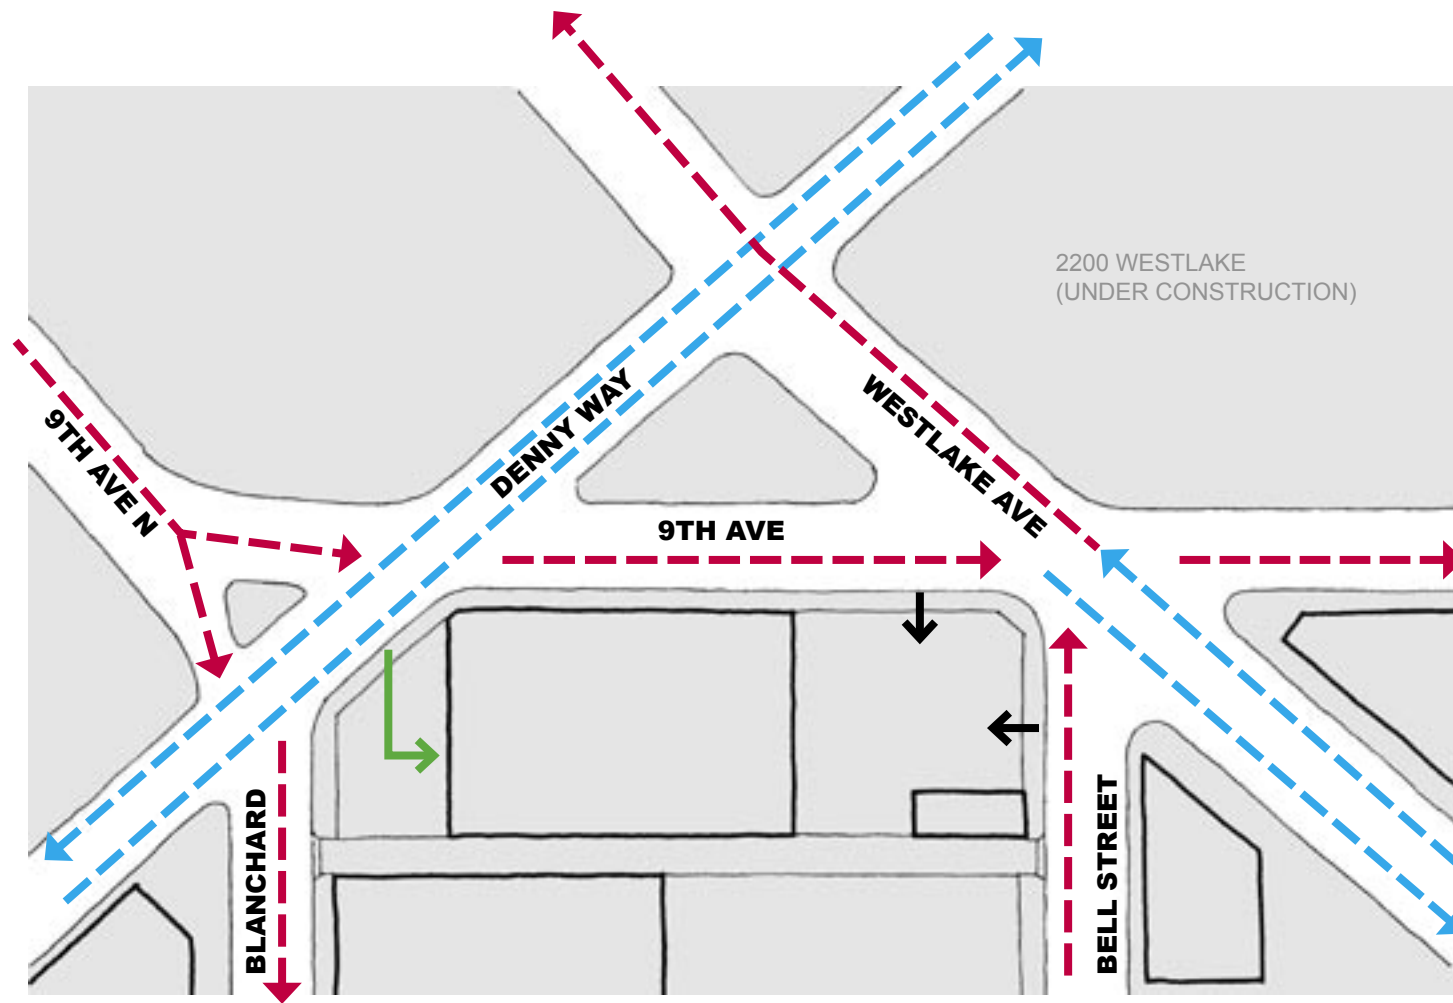 2200 WESTLAKE
(UNDER CONSTRUCTION)
DENNY WAY
WESTLAKE AVE
9TH AVE N
9TH AVE
BLANCHARD
BELL STREET